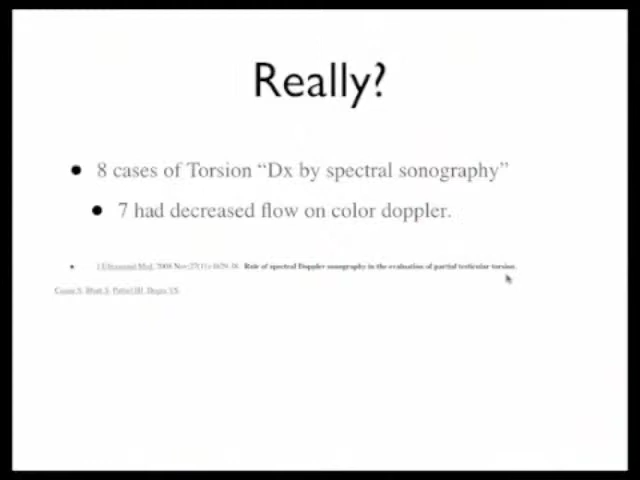 Really?
8 cases of Torsion “Dx by spectral sonography”
7 had decreased flow on color doppler.
J Ultrasound Med. 2008 Nov;27(11): Role of spectral Doppler sonography in the evaluation of partial testicular torsion.
Cassar S, Bhatt S, Paltiel HJ, Dogra VS.